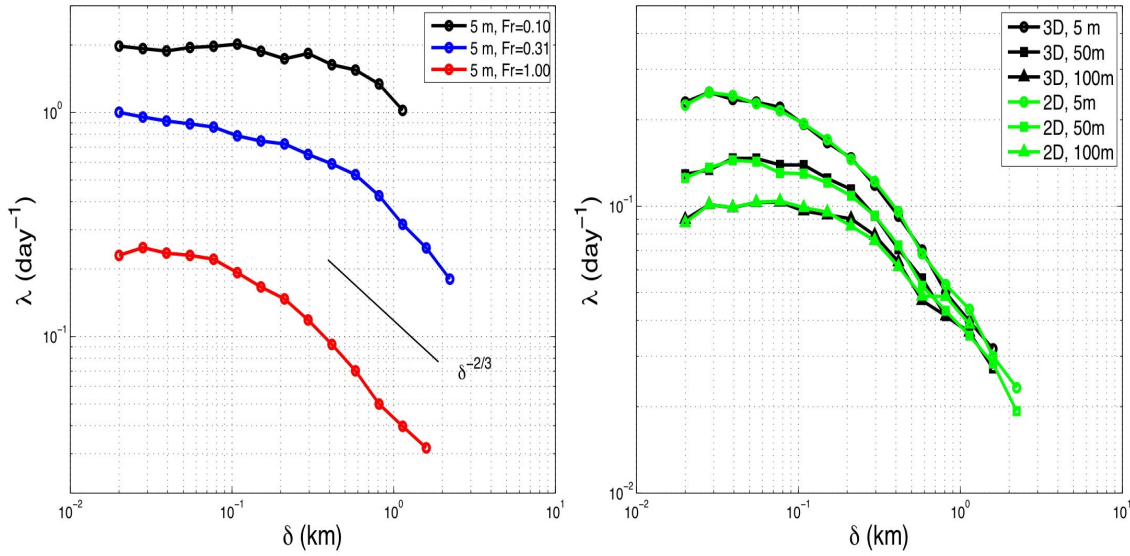 5 m, Fr=0.10
5 m, Fr=0.31
5 m, Fr=1.00
10⁰
10⁻¹
λ (day⁻¹)
δ⁻²/³
10⁻² 10⁻¹ 10⁰ 10¹
δ (km)
3D, 5 m
3D, 50m
3D, 100m
2D, 5m
2D, 50m
2D, 100m
10⁻¹
10⁻²
λ (day⁻¹)
10⁻² 10⁻¹ 10⁰ 10¹
δ (km)